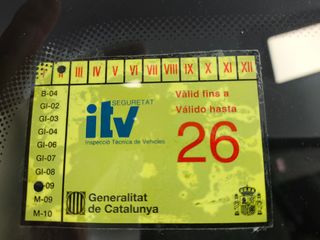 II III IV V VI VII VIII IX X XI XII
B-04
GI-02
GI-03
GI-04
GI-06
GI-07
GI-08
-09
M-09
M-10
SEGURETAT
itv
Inspecció Tècnica de Vehicles
Vàlid fins a
Válido hasta
26
Generalitat
de Catalunya